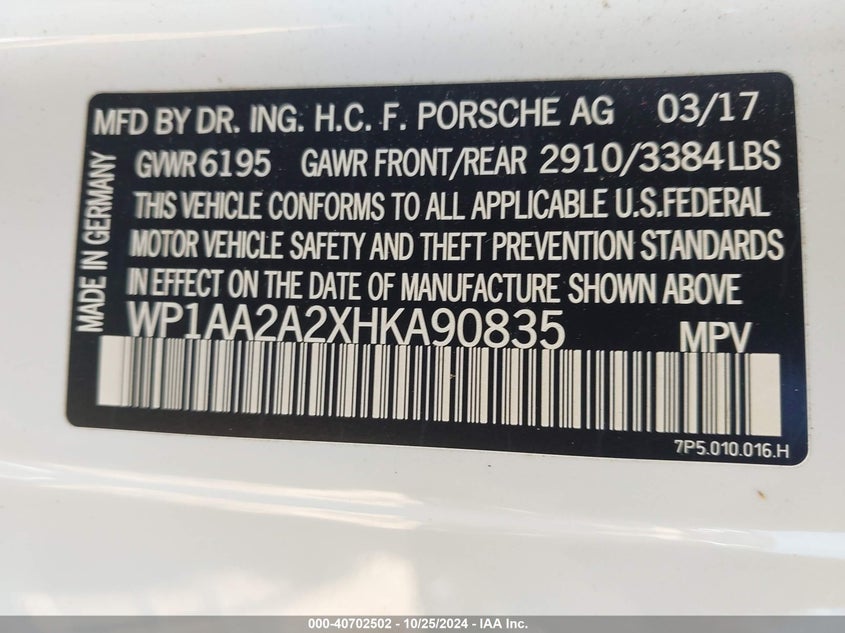 MFD BY DR. ING. H.C. F. PORSCHE AG 03/17
GVWR 6195 GAWR FRONT/REAR 2910/3384 LBS
THIS VEHICLE CONFORMS TO ALL APPLICABLE U.S.FEDERAL
MOTOR VEHICLE SAFETY AND THEFT PREVENTION STANDARDS
IN EFFECT ON THE DATE OF MANUFACTURE SHOWN ABOVE
WP1AA2A2XHKA90835 MPV
7P5.010.016.H
MADE IN GERMANY
000-40702502 - 10/25/2024 - IAA Inc.